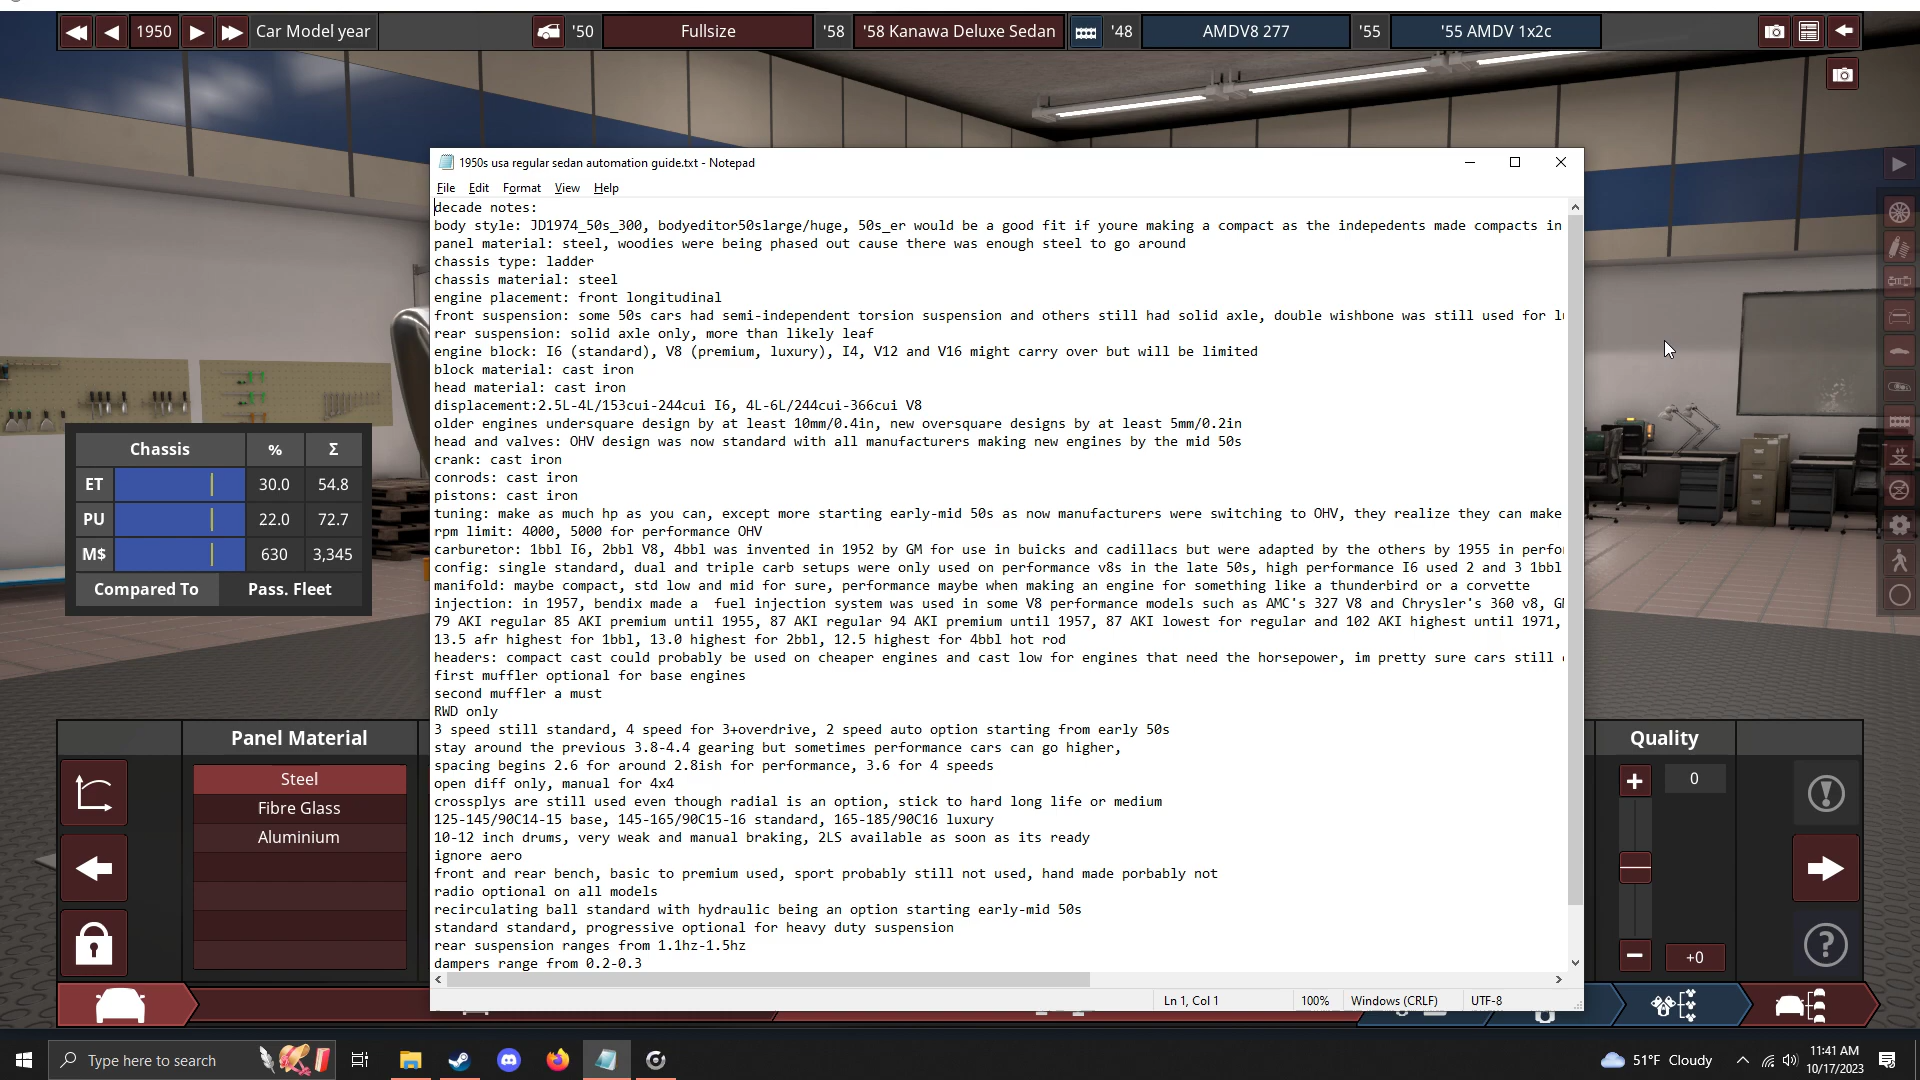 1950
Car Model year
'50
Fullsize
'58
'58 Kanawa Deluxe Sedan
'48
AMDV8 277
'55
'55 AMDV 1x2c
1950s usa regular sedan automation guide.txt - Notepad
File Edit Format View Help
decade notes:
body style: JD1974_50s_300, bodyeditor50slarge/huge, 50s_er would be a good fit if youre making a compact as the indepedents made compacts in
panel material: steel, woodies were being phased out cause there was enough steel to go around
chassis type: ladder
chassis material: steel
engine placement: front longitudinal
front suspension: some 50s cars had semi-independent torsion suspension and others still had solid axle, double wishbone was still used for
rear suspension: solid axle only, more than likely leaf
engine block: I6 (standard), V8 (premium, luxury), I4, V12 and V16 might carry over but will be limited
block material: cast iron
head material: cast iron
displacement:2.5L-4L/153cui-244cui I6, 4L-6L/244cui-366cui V8
older engines undersquare design by at least 10mm/0.4in, new oversquare designs by at least 5mm/0.2in
head and valves: OHV design was now standard with all manufacturers making new engines by the mid 50s
crank: cast iron
conrods: cast iron
pistons: cast iron
tuning: make as much hp as you can, except more starting early-mid 50s as now manufacturers were switching to OHV, they realize they can make
rpm limit: 4000, 5000 for performance OHV
carburetor: 1bbl I6, 2bbl V8, 4bbl was invented in 1952 by GM for use in buicks and cadillacs but were adapted by the others by 1955 in
config: single standard, dual and triple carb setups were only used on performance v8s in the late 50s, high performance I6 used 2 and 3 1bbl
manifold: maybe compact, std low and mid for sure, performance maybe when making an engine for something like a thunderbird or a corvette
injection: in 1957, bendix made a  fuel injection system was used in some V8 performance models such as AMC's 327 V8 and Chrysler's 360 v8,
79 AKI regular 85 AKI premium until 1955, 87 AKI regular 94 AKI premium until 1957, 87 AKI lowest for regular and 102 AKI highest until 1971,
13.5 afr highest for 1bbl, 13.0 highest for 2bbl, 12.5 highest for 4bbl hot rod
headers: compact cast could probably be used on cheaper engines and cast low for engines that need the horsepower, im pretty sure cars still
first muffler optional for base engines
second muffler a must
RWD only
3 speed still standard, 4 speed for 3+overdrive, 2 speed auto option starting from early 50s
stay around the previous 3.8-4.4 gearing but sometimes performance cars can go higher,
spacing begins 2.6 for around 2.8ish for performance, 3.6 for 4 speeds
open diff only, manual for 4x4
crossplys are still used even though radial is an option, stick to hard long life or medium
125-145/90C14-15 base, 145-165/90C15-16 standard, 165-185/90C16 luxury
10-12 inch drums, very weak and manual braking, 2LS available as soon as its ready
ignore aero
front and rear bench, basic to premium used, sport probably still not used, hand made porbably not
radio optional on all models
recirculating ball standard with hydraulic being an option starting early-mid 50s
standard standard, progressive optional for heavy duty suspension
rear suspension ranges from 1.1hz-1.5hz
dampers range from 0.2-0.3
Ln 1, Col 1
100%
Windows (CRLF)
UTF-8
Chassis % Σ
ET 30.0 54.8
PU 22.0 72.7
M$ 630 3,345
Compared To Pass. Fleet
Panel Material
Steel
Fibre Glass
Aluminium
Quality
+ 0
- +0
Type here to search
51°F Cloudy
11:41 AM
10/17/2023